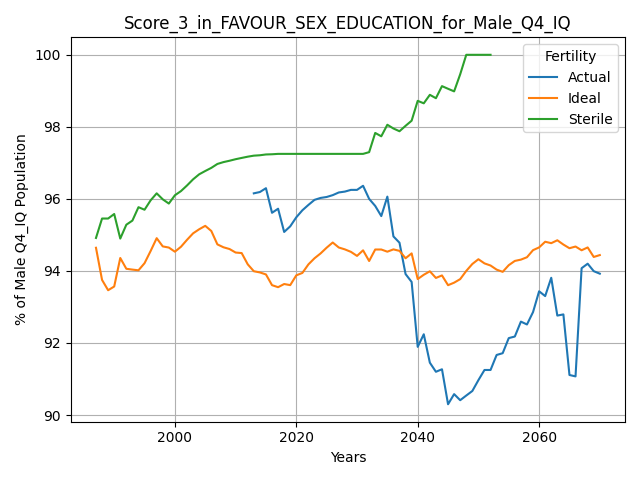 Score_3_in_FAVOUR_SEX_EDUCATION_for_Male_Q4_IQ
% of Male Q4_IQ Population
100
98
96
94
92
90
Fertility
Actual
Ideal
Sterile
2000 2020 2040 2060
Years